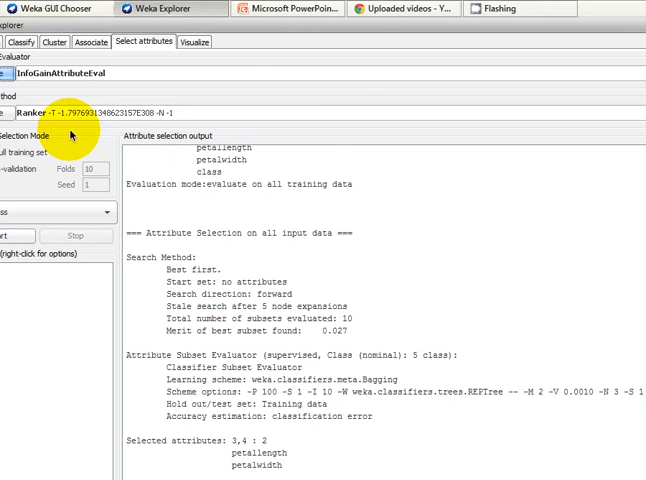 Weka GUI Chooser Weka Explorer Microsoft PowerPoin... Uploaded videos - Y... Flashing
xplorer
Classify Cluster Associate Select attributes Visualize
Evaluator
e InfoGainAttributeEval
thod
e Ranker -T -1.7976931348623157E308 -N -1
Selection Mode Attribute selection output
ull training set
-validation Folds 10
Seed 1
ss
rt Stop
(right-click for options)
petallength
petalwidth
class
Evaluation mode:evaluate on all training data
=== Attribute Selection on all input data ===
Search Method:
Best first.
Start set: no attributes
Search direction: forward
Stale search after 5 node expansions
Total number of subsets evaluated: 10
Merit of best subset found: 0.027
Attribute Subset Evaluator (supervised, Class (nominal): 5 class):
Classifier Subset Evaluator
Learning scheme: weka.classifiers.meta.Bagging
Scheme options: -P 100 -S 1 -I 10 -W weka.classifiers.trees.REPTree -- -M 2 -V 0.0010 -N 3 -S 1
Hold out/test set: Training data
Accuracy estimation: classification error
Selected attributes: 3,4 : 2
petallength
petalwidth